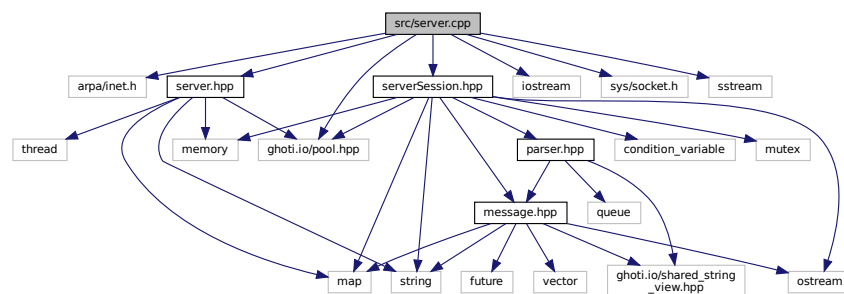 src/server.cpp
arpa/inet.h
server.hpp
serverSession.hpp
iostream
sys/socket.h
sstream
thread
memory
ghoti.io/pool.hpp
parser.hpp
condition_variable
mutex
message.hpp
queue
map
string
future
vector
ghoti.io/shared_string
_view.hpp
ostream